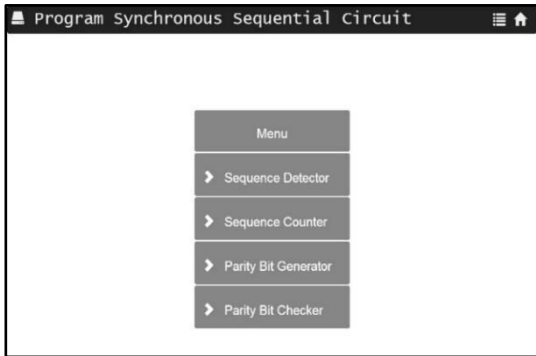 Program Synchronous Sequential Circuit
Menu
Sequence Detector
Sequence Counter
Parity Bit Generator
Parity Bit Checker